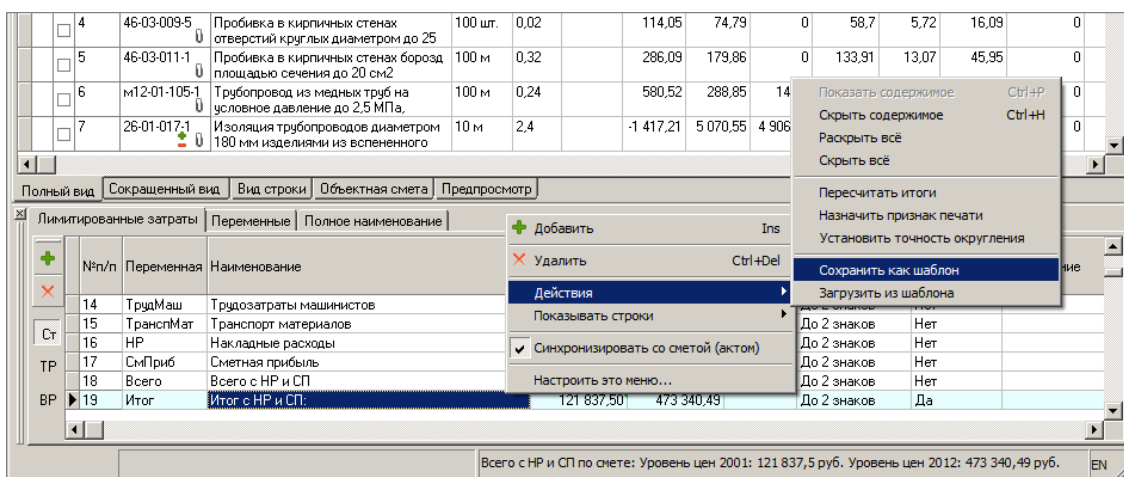 4 46-03-009-5 Пробивка в кирпичных стенах 100 шт. 0,02 114,05 74,79 0 58,7 5,72 16,09 0
отверстий круглых диаметром до 25
5 46-03-011-1 Пробивка в кирпичных стенах борозд 100 м 0,32 286,09 179,86 0 133,91 13,07 45,95 0
площадью сечения до 20 см2
6 м12-01-105-1 Трубопровод из медных труб на 100 м 0,24 580,52 288,85 14 0
условное давление до 2,5 МПа,
7 26-01-017-1 Изоляция трубопроводов диаметром 10 м 2,4 -1 417,21 5 070,55 4 906 0
180 мм изделиями из вспененного
Показать содержимое Ctrl+P
Скрыть содержимое Ctrl+H
Раскрыть всё
Скрыть всё
Пересчитать итоги
Назначить признак печати
Установить точность округления
Сохранить как шаблон
Загрузить из шаблона
Полный вид Сокращенный вид Вид строки Объектная смета Предпросмотр
Лимитированные затраты Переменные Полное наименование
Добавить Ins
Удалить Ctrl+Del
Действия
Показывать строки
Синхронизировать со сметой (актом)
Настроить это меню...
№п/п Переменная Наименование
14 ТрудМаш Трудозатраты машинистов До 2 знаков Нет
15 ТранспМат Транспорт материалов До 2 знаков Нет
16 НР Накладные расходы До 2 знаков Нет
17 СмПриб Сметная прибыль До 2 знаков Нет
18 Всего Всего с НР и СП До 2 знаков Нет
19 Итог Итог с НР и СП: 121 837,50 473 340,49 До 2 знаков Да
Ст
ТР
ВР
Всего с НР и СП по смете: Уровень цен 2001: 121 837,5 руб. Уровень цен 2012: 473 340,49 руб. EN